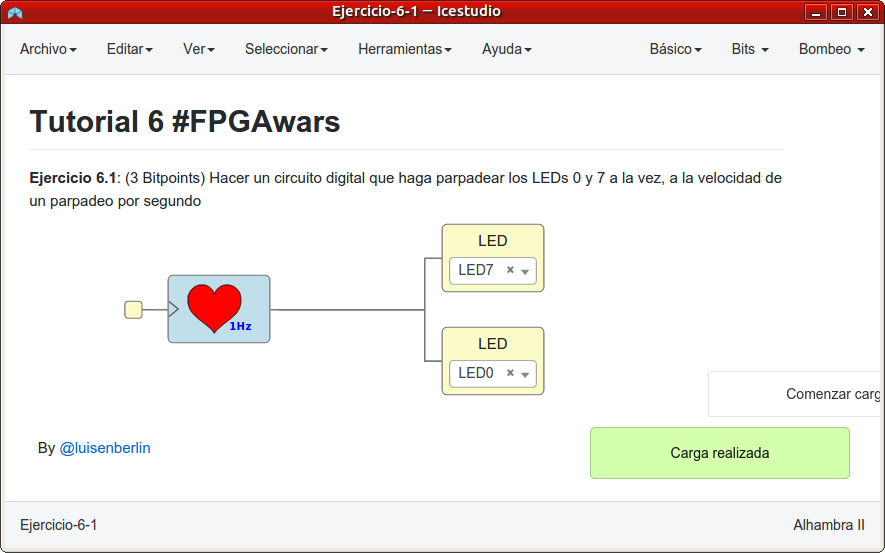 Ejercicio-6-1 — Icestudio
Archivo Editar Ver Seleccionar Herramientas Ayuda Básico Bits Bombeo
Tutorial 6 #FPGAwars
Ejercicio 6.1: (3 Bitpoints) Hacer un circuito digital que haga parpadear los LEDs 0 y 7 a la vez, a la velocidad de
un parpadeo por segundo
LED
LED7 ×
1Hz
LED
LED0 ×
Comenzar carg
By @luisenberlin
Carga realizada
Ejercicio-6-1
Alhambra II